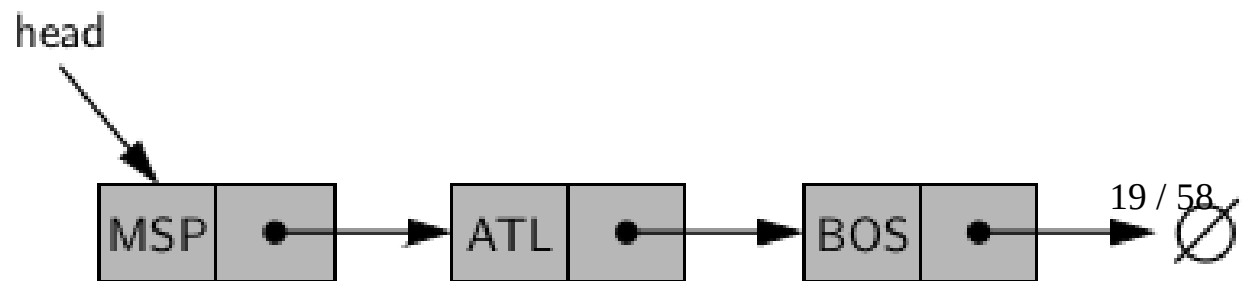 head
19 / 58
MSP ATL BOS ∅